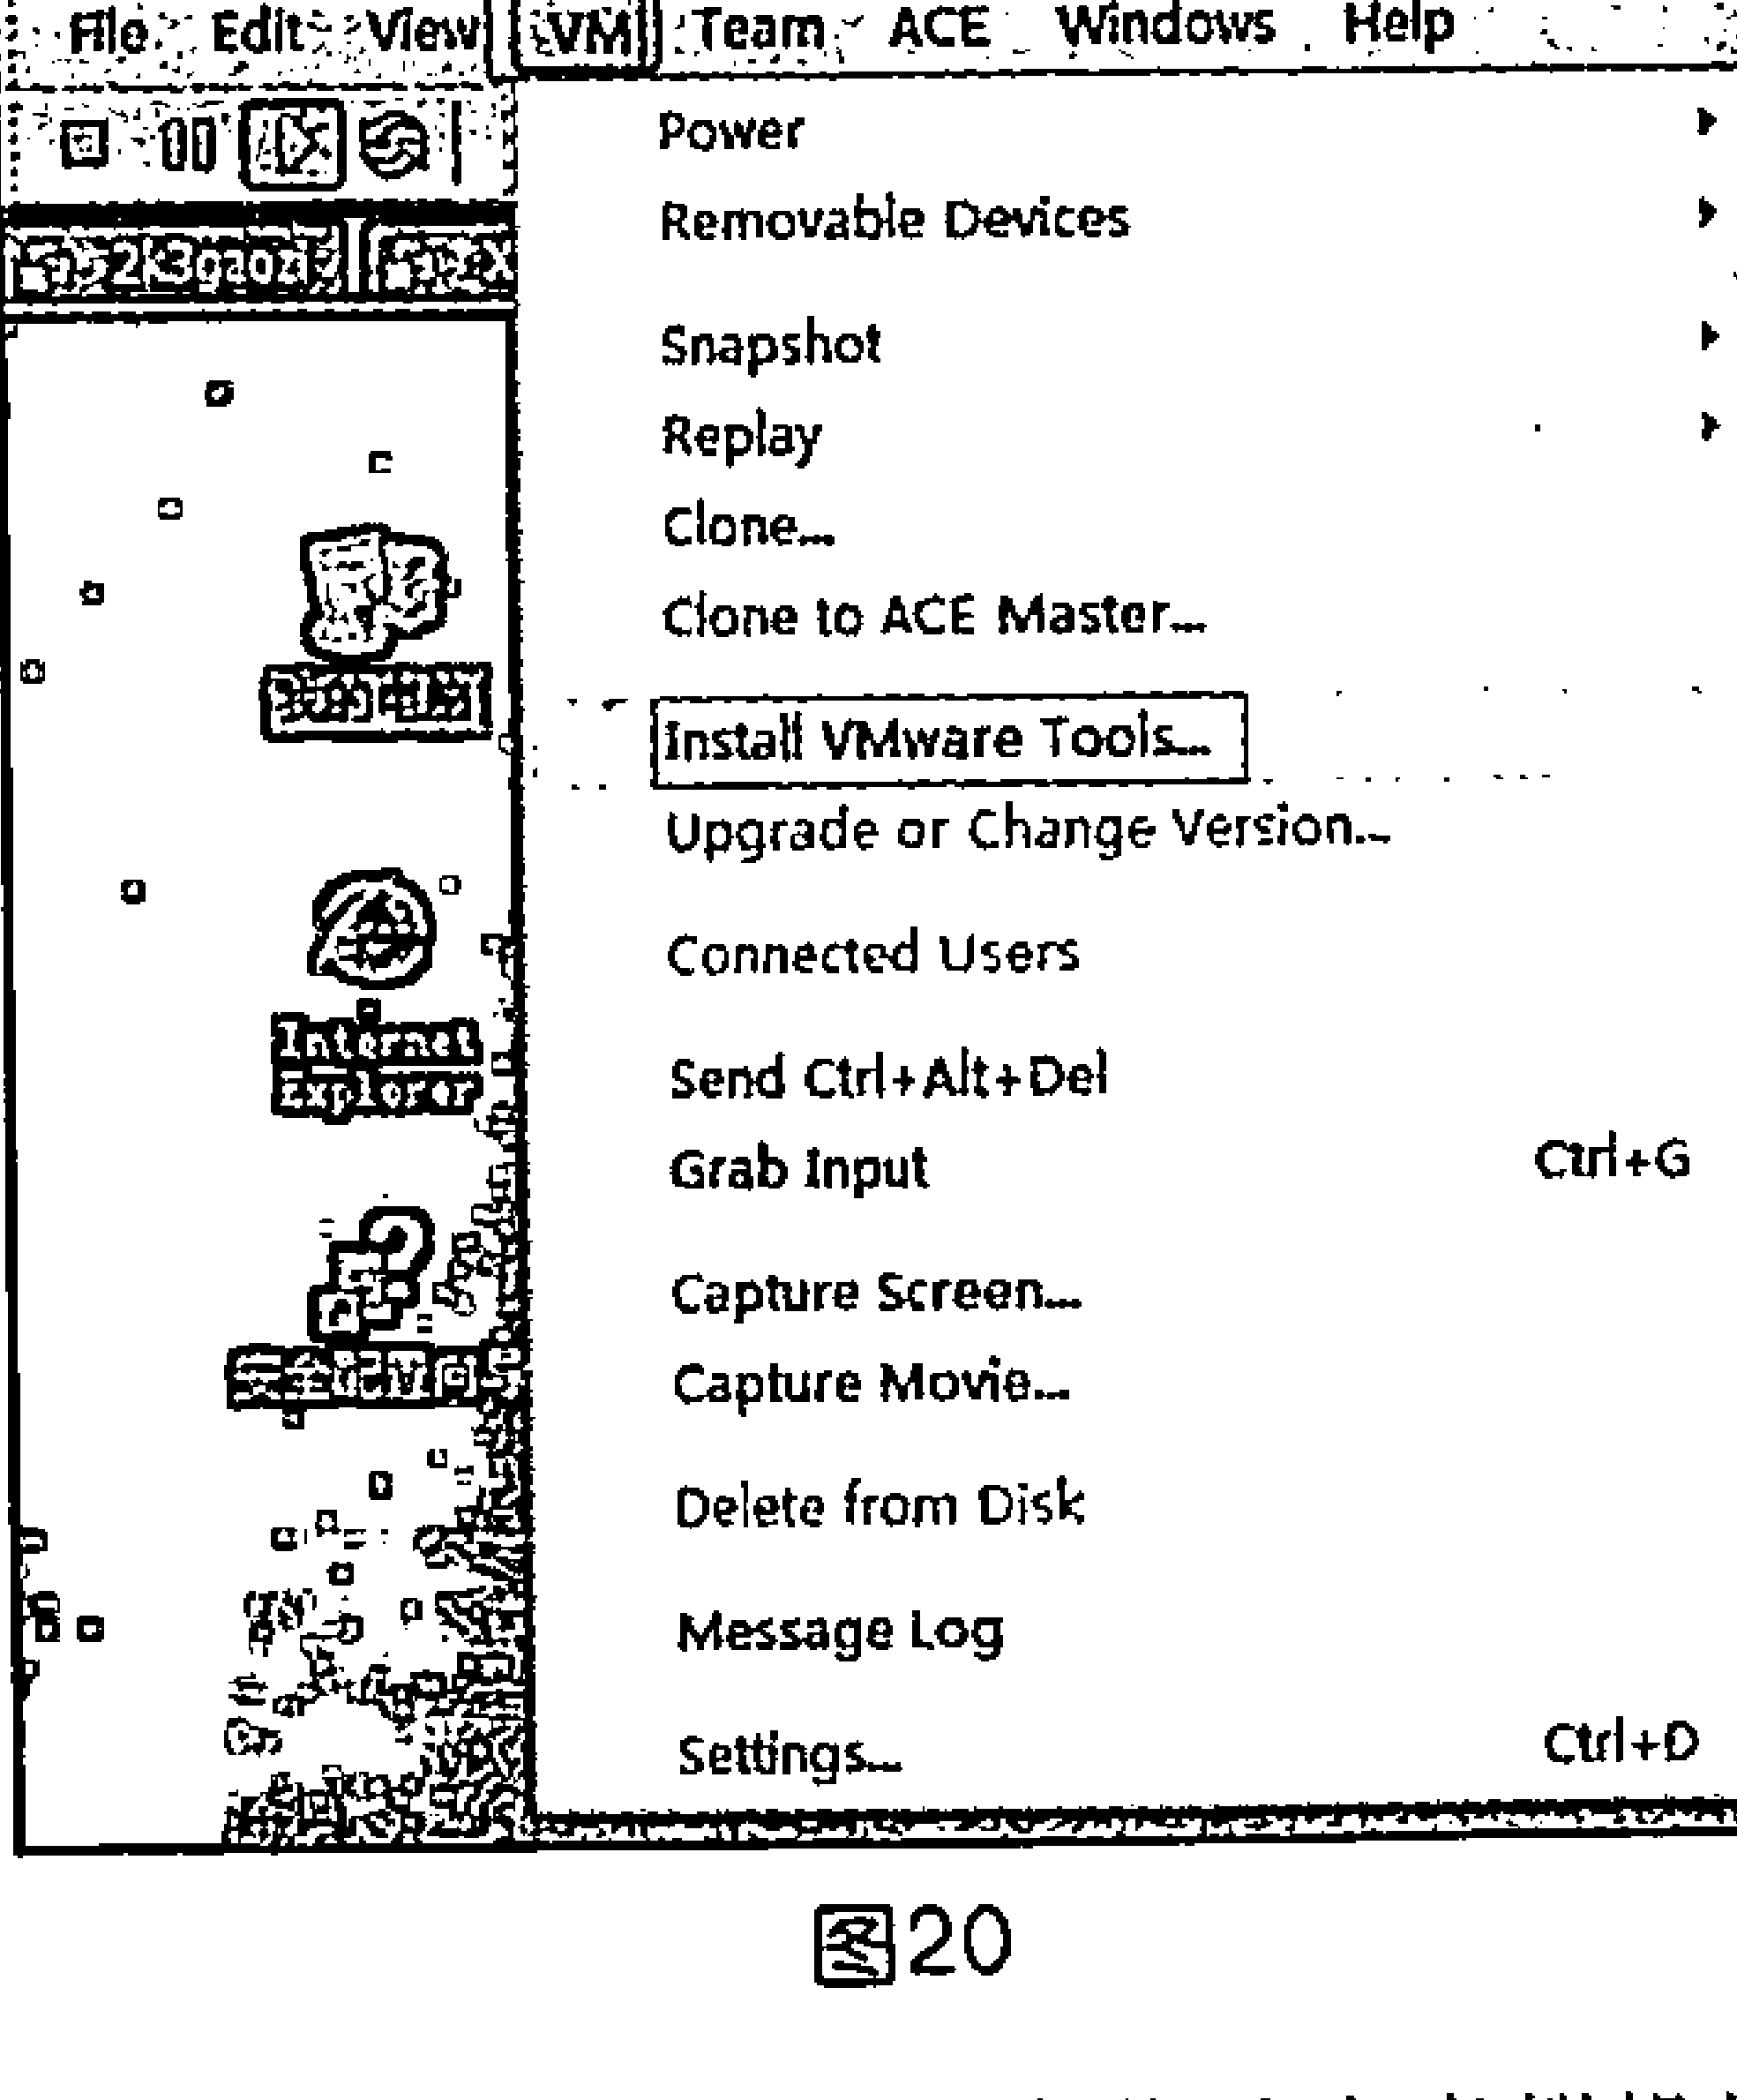 File Edit View VM Team ACE Windows Help
Power
Removable Devices
Snapshot
Replay
Clone...
Clone to ACE Master...
Install VMware Tools...
Upgrade or Change Version...
Connected Users
Send Ctrl+Alt+Del
Grab Input Ctrl+G
Capture Screen...
Capture Movie...
Delete from Disk
Message Log
Settings... Ctrl+D
Internet
Explorer
图20